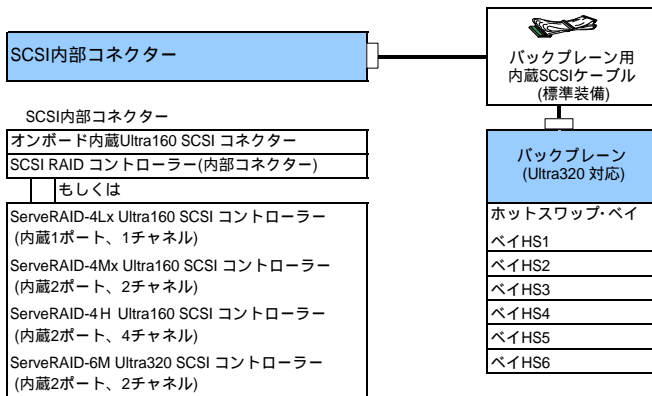 SCSI内部コネクター
バックプレーン用
内蔵SCSIケーブル
(標準装備)
SCSI内部コネクター
オンボード内蔵Ultra160 SCSI コネクター
SCSI RAID コントローラー(内部コネクター)
もしくは
ServeRAID-4Lx Ultra160 SCSI コントローラー
(内蔵1ポート、1チャネル)
ServeRAID-4Mx Ultra160 SCSI コントローラー
(内蔵2ポート、2チャネル)
ServeRAID-4H Ultra160 SCSI コントローラー
(内蔵2ポート、4チャネル)
ServeRAID-6M Ultra320 SCSI コントローラー
(内蔵2ポート、2チャネル)
バックプレーン
(Ultra320 対応)
ホットスワップ・ベイ
ベイHS1
ベイHS2
ベイHS3
ベイHS4
ベイHS5
ベイHS6